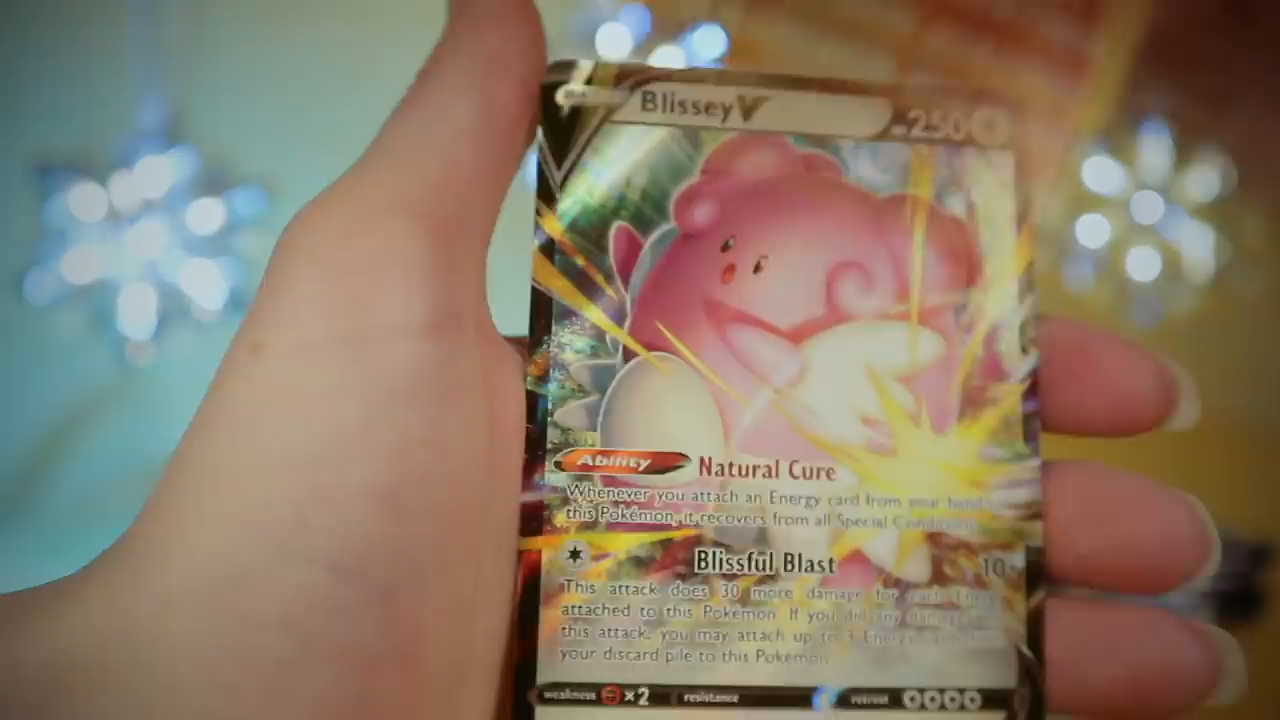 Blissey V
250
Ability Natural Cure
Whenever you attach an Energy card from your hand
this Pokémon, it recovers from all Special Conditions
Blissful Blast 10
This attack does 30 more damage for each
attached to this Pokémon. If you did any damage
this attack, you may attach up to 3 Energy
your discard pile to this Pokémon
weakness ×2 resistance retreat